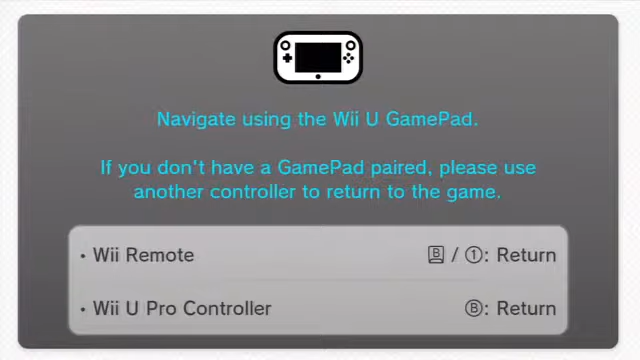 Navigate using the Wii U GamePad.
If you don't have a GamePad paired, please use
another controller to return to the game.
• Wii Remote B / ①: Return
• Wii U Pro Controller Ⓑ: Return